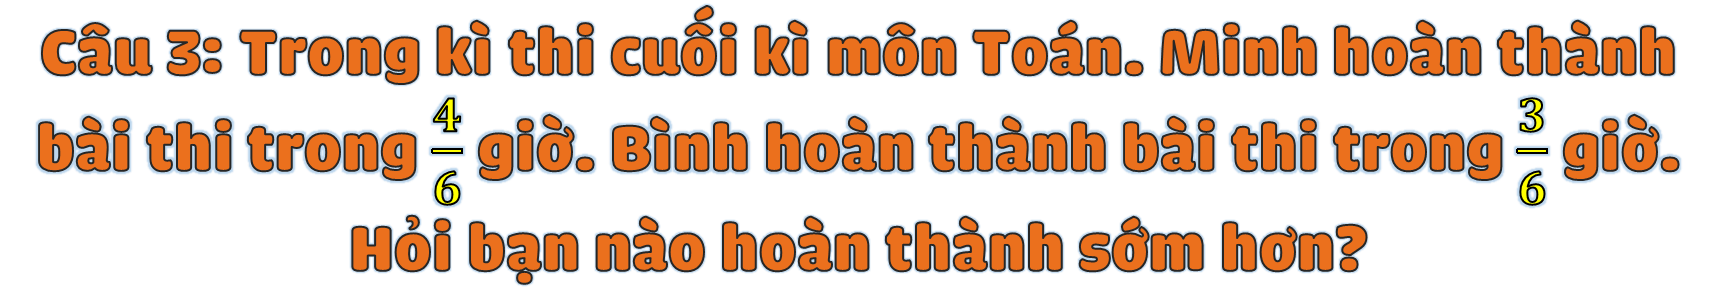 Câu 3: Trong kì thi cuối kì môn Toán. Minh hoàn thành
bài thi trong 4/6 giờ. Bình hoàn thành bài thi trong 3/6 giờ.
Hỏi bạn nào hoàn thành sớm hơn?